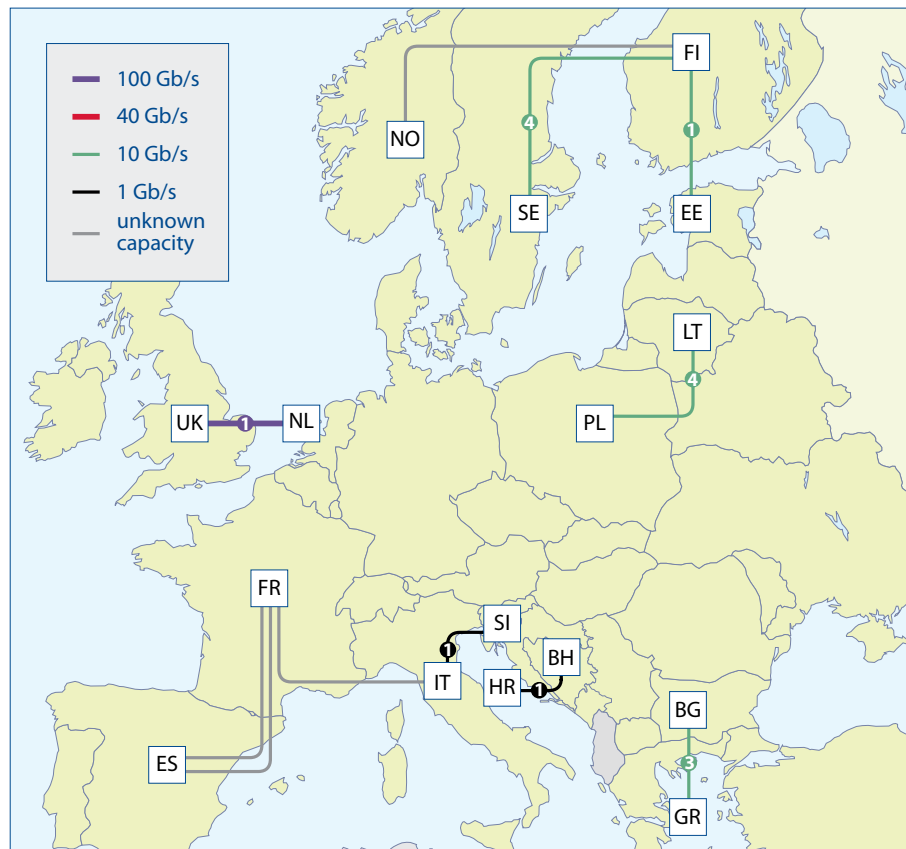 100 Gb/s
40 Gb/s
10 Gb/s
1 Gb/s
unknown
capacity
FI
NO
4
1
SE
EE
LT
4
UK
1
NL
PL
FR
SI
1
BH
IT
HR
1
BG
ES
3
GR